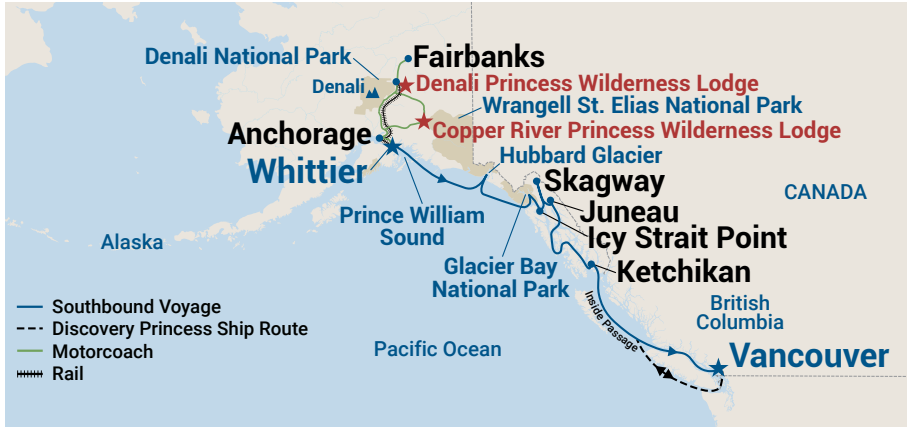 Fairbanks
Denali National Park
Denali
Denali Princess Wilderness Lodge
Wrangell St. Elias National Park
Copper River Princess Wilderness Lodge
Anchorage
Whittier
Hubbard Glacier
Skagway
CANADA
Juneau
Prince William
Sound
Icy Strait Point
Alaska
Glacier Bay
National Park
Ketchikan
Inside Passage
British
Columbia
Southbound Voyage
Discovery Princess Ship Route
Motorcoach
Rail
Pacific Ocean
Vancouver